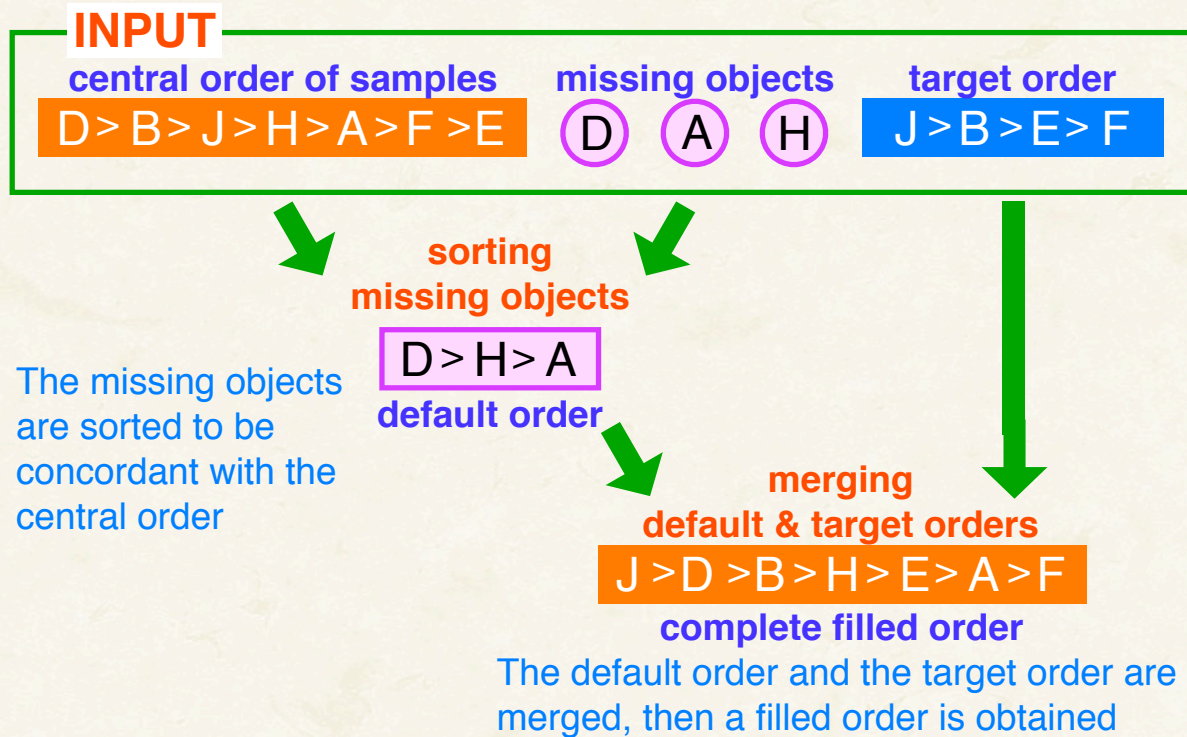 INPUT
central order of samples
D > B > J > H > A > F > E
missing objects
D A H
target order
J > B > E > F
sorting
missing objects
D > H > A
default order
The missing objects
are sorted to be
concordant with the
central order
merging
default & target orders
J > D > B > H > E > A > F
complete filled order
The default order and the target order are
merged, then a filled order is obtained